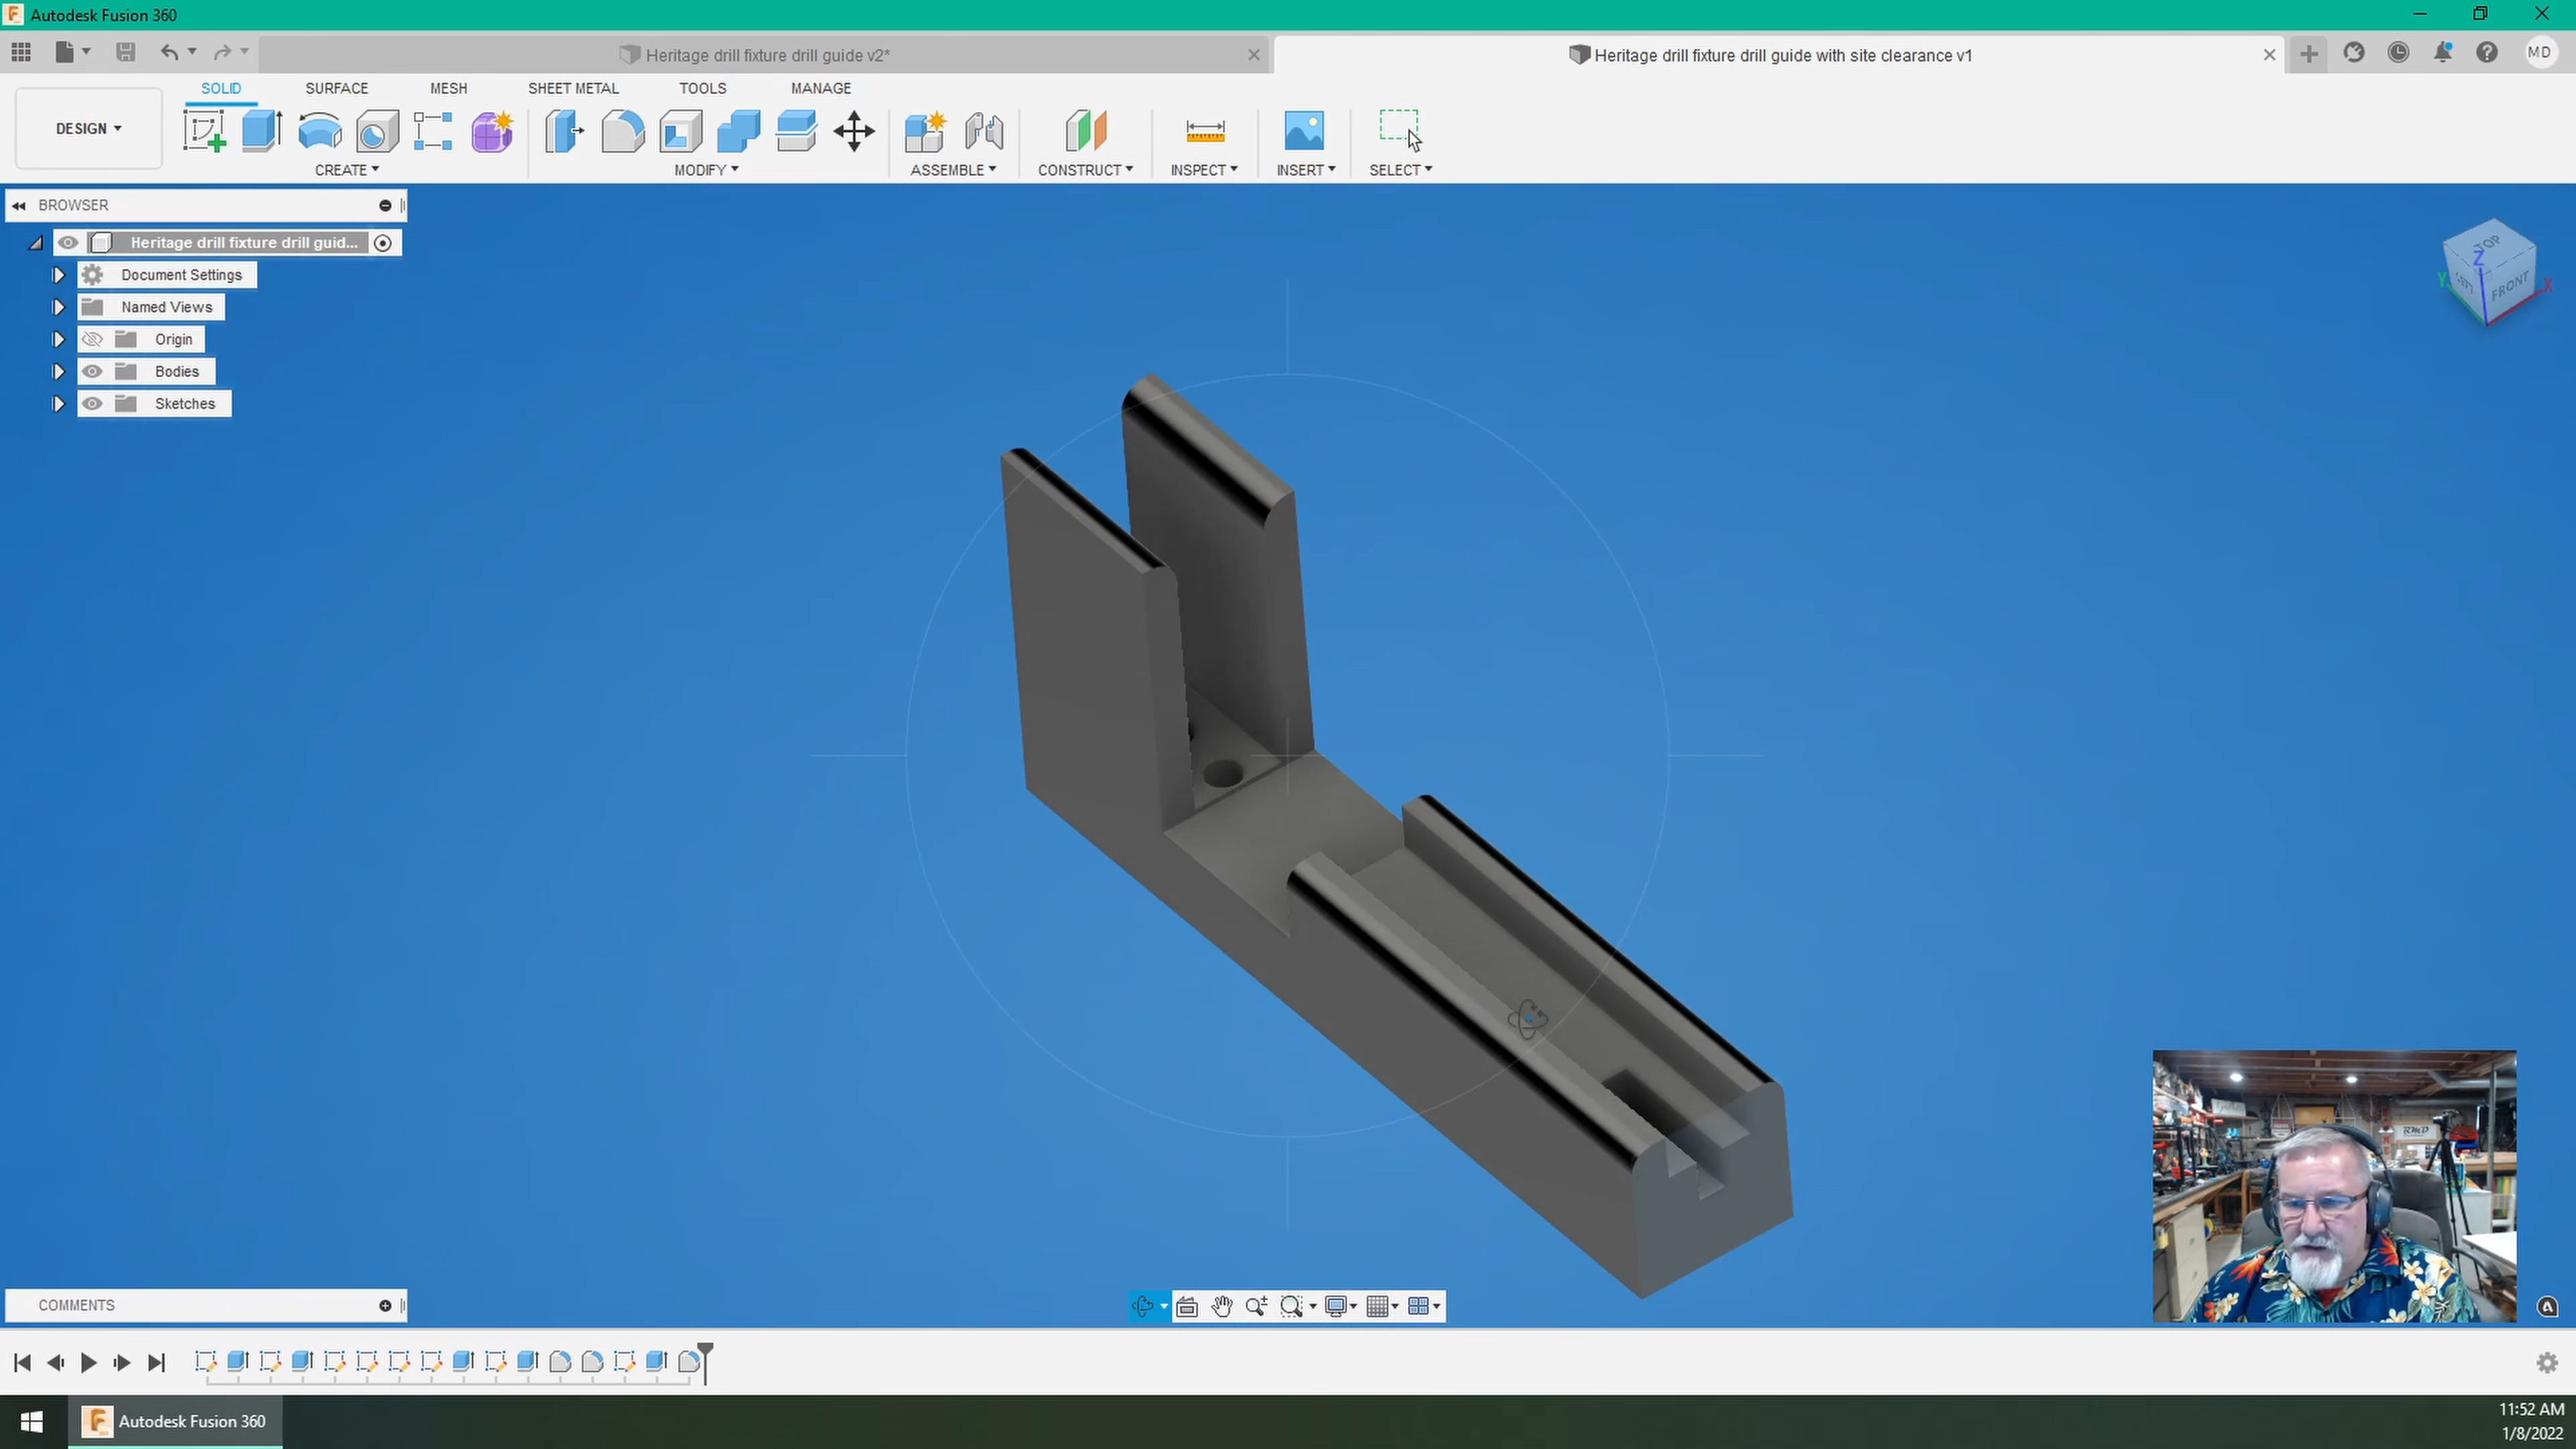 Autodesk Fusion 360
Heritage drill fixture drill guide v2*
Heritage drill fixture drill guide with site clearance v1
MD
DESIGN
SOLID
SURFACE
MESH
SHEET METAL
TOOLS
MANAGE
CREATE
MODIFY
ASSEMBLE
CONSTRUCT
INSPECT
INSERT
SELECT
BROWSER
Heritage drill fixture drill guid...
Document Settings
Named Views
Origin
Bodies
Sketches
TOP
Z
Y
LEFT
FRONT
X
RMD
COMMENTS
A
Autodesk Fusion 360
11:52 AM
1/8/2022